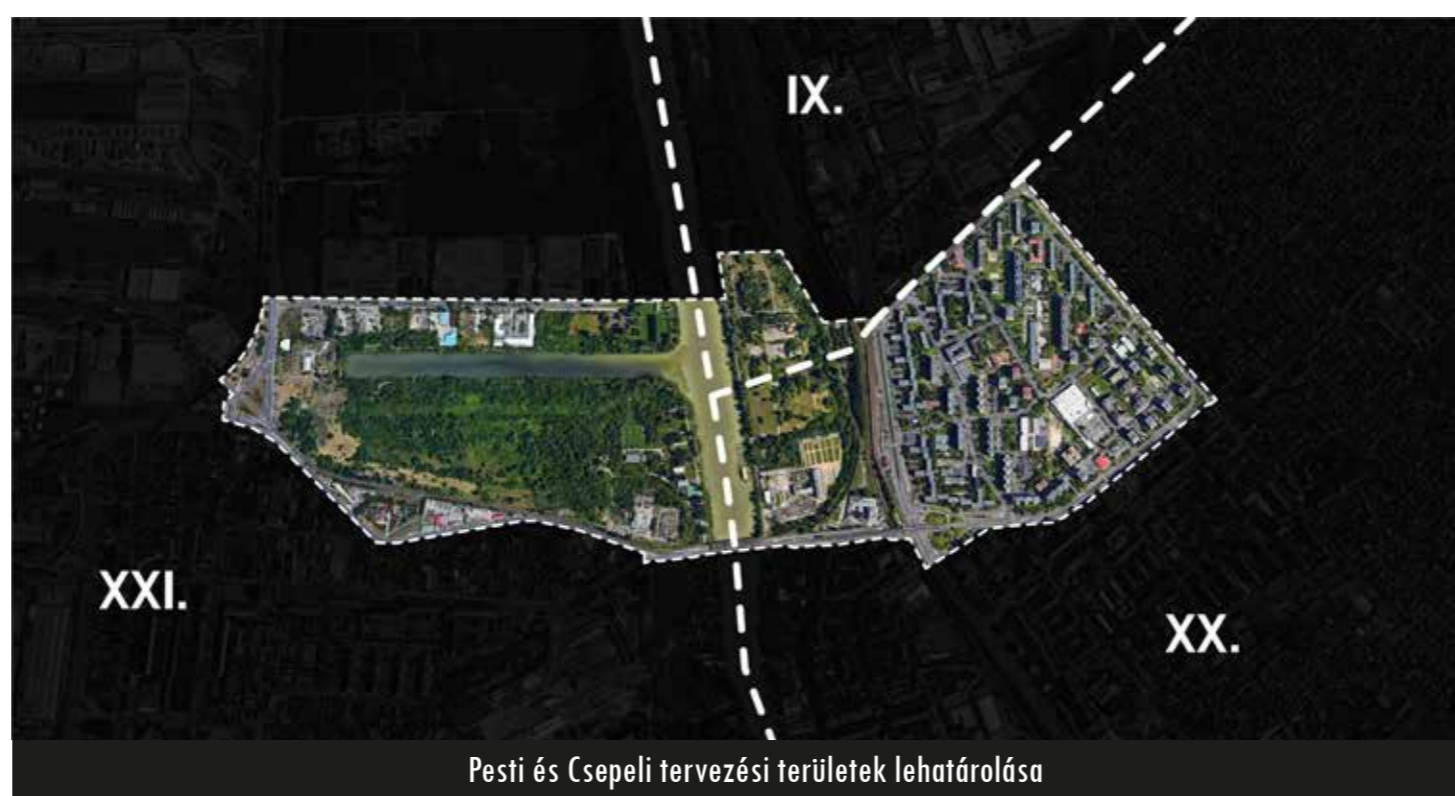 IX.
XXI.
XX.
Pesti és Csepeli tervezési területek lehatárolása